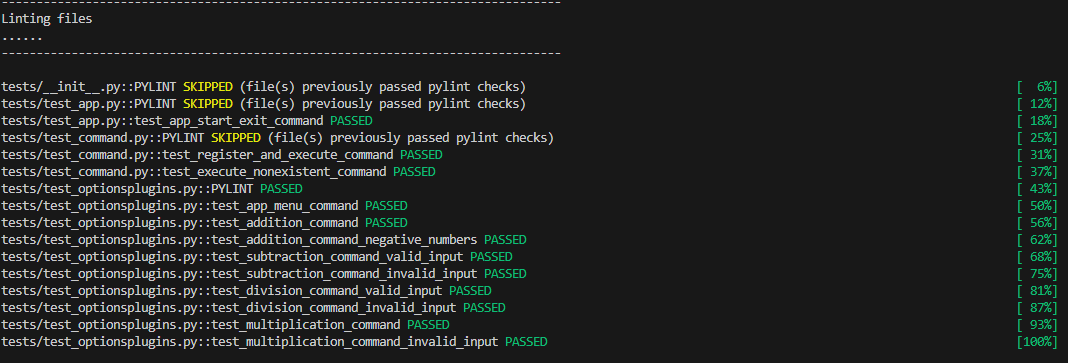 --------------------------------------------------------------------------------
Linting files
......
--------------------------------------------------------------------------------
tests/__init__.py::PYLINT SKIPPED (file(s) previously passed pylint checks) [  6%]
tests/test_app.py::PYLINT SKIPPED (file(s) previously passed pylint checks) [ 12%]
tests/test_app.py::test_app_start_exit_command PASSED [ 18%]
tests/test_command.py::PYLINT SKIPPED (file(s) previously passed pylint checks) [ 25%]
tests/test_command.py::test_register_and_execute_command PASSED [ 31%]
tests/test_command.py::test_execute_nonexistent_command PASSED [ 37%]
tests/test_optionsplugins.py::PYLINT PASSED [ 43%]
tests/test_optionsplugins.py::test_app_menu_command PASSED [ 50%]
tests/test_optionsplugins.py::test_addition_command PASSED [ 56%]
tests/test_optionsplugins.py::test_addition_command_negative_numbers PASSED [ 62%]
tests/test_optionsplugins.py::test_subtraction_command_valid_input PASSED [ 68%]
tests/test_optionsplugins.py::test_subtraction_command_invalid_input PASSED [ 75%]
tests/test_optionsplugins.py::test_division_command_valid_input PASSED [ 81%]
tests/test_optionsplugins.py::test_division_command_invalid_input PASSED [ 87%]
tests/test_optionsplugins.py::test_multiplication_command PASSED [ 93%]
tests/test_optionsplugins.py::test_multiplication_command_invalid_input PASSED [100%]